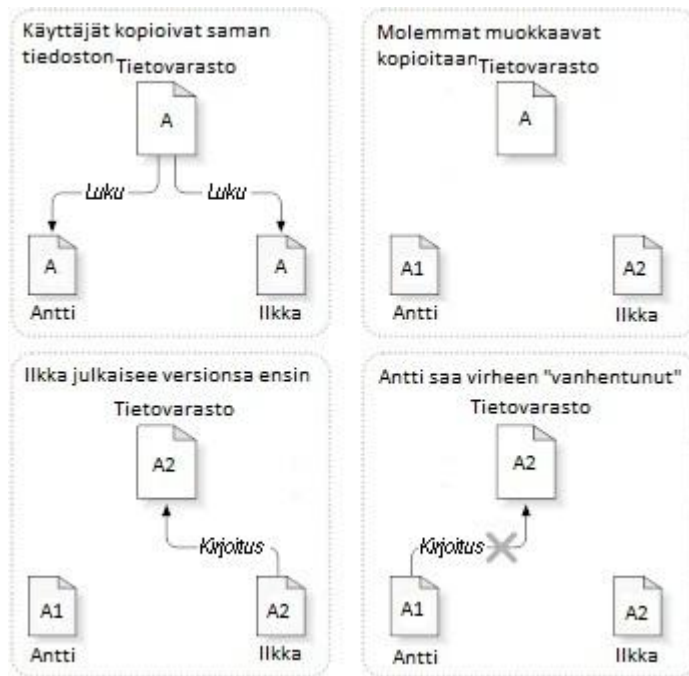 Käyttäjät kopioivat saman
tiedoston
Tietovarasto
A
Luku
Luku
A
A
Antti
Ilkka
Molemmat muokkaavat
kopioitaan
Tietovarasto
A
A1
A2
Antti
Ilkka
Ilkka julkaisee versionsa ensin
Tietovarasto
A2
Kirjoitus
A1
A2
Antti
Ilkka
Antti saa virheen "vanhentunut"
Tietovarasto
A2
Kirjoitus
A1
A2
Antti
Ilkka